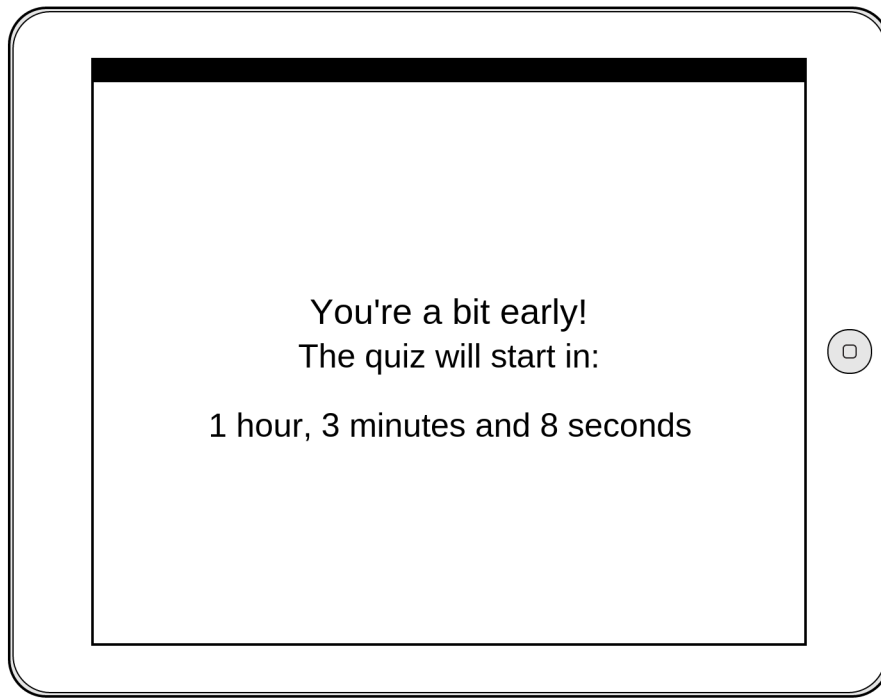 You're a bit early!
The quiz will start in:
1 hour, 3 minutes and 8 seconds